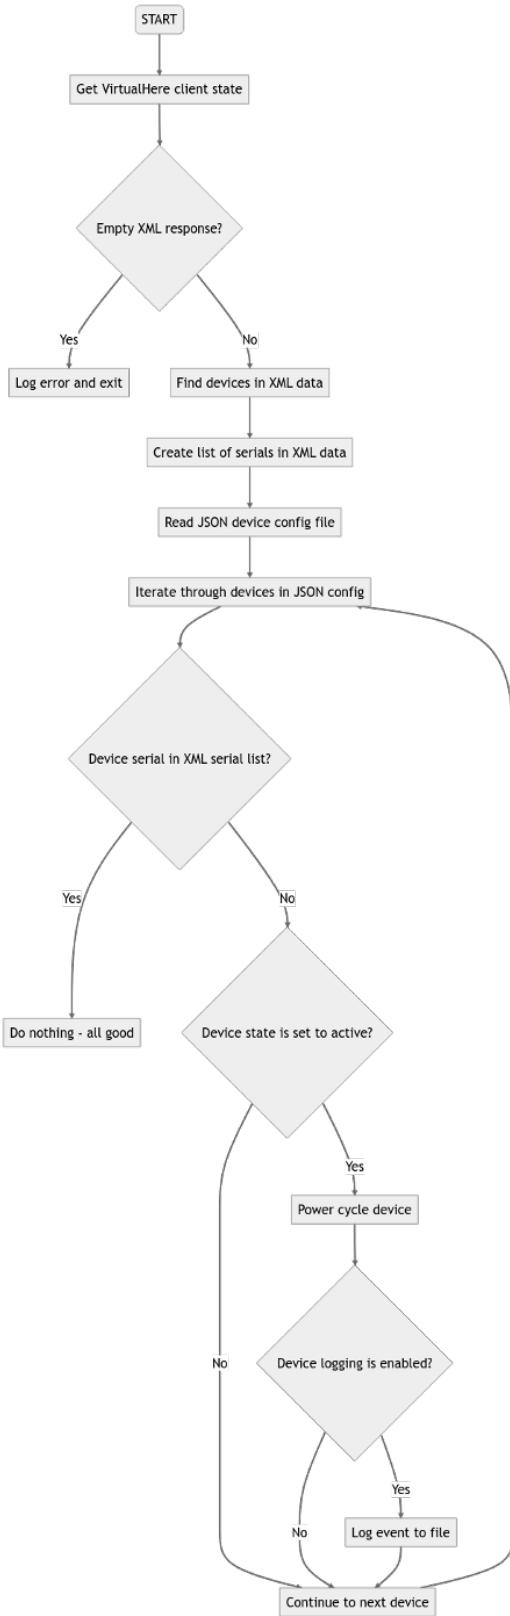 START
Get VirtualHere client state
Empty XML response?
Yes
No
Log error and exit
Find devices in XML data
Create list of serials in XML data
Read JSON device config file
Iterate through devices in JSON config
Device serial in XML serial list?
Yes
No
Do nothing - all good
Device state is set to active?
Yes
Power cycle device
Device logging is enabled?
No
Yes
No
Log event to file
Continue to next device